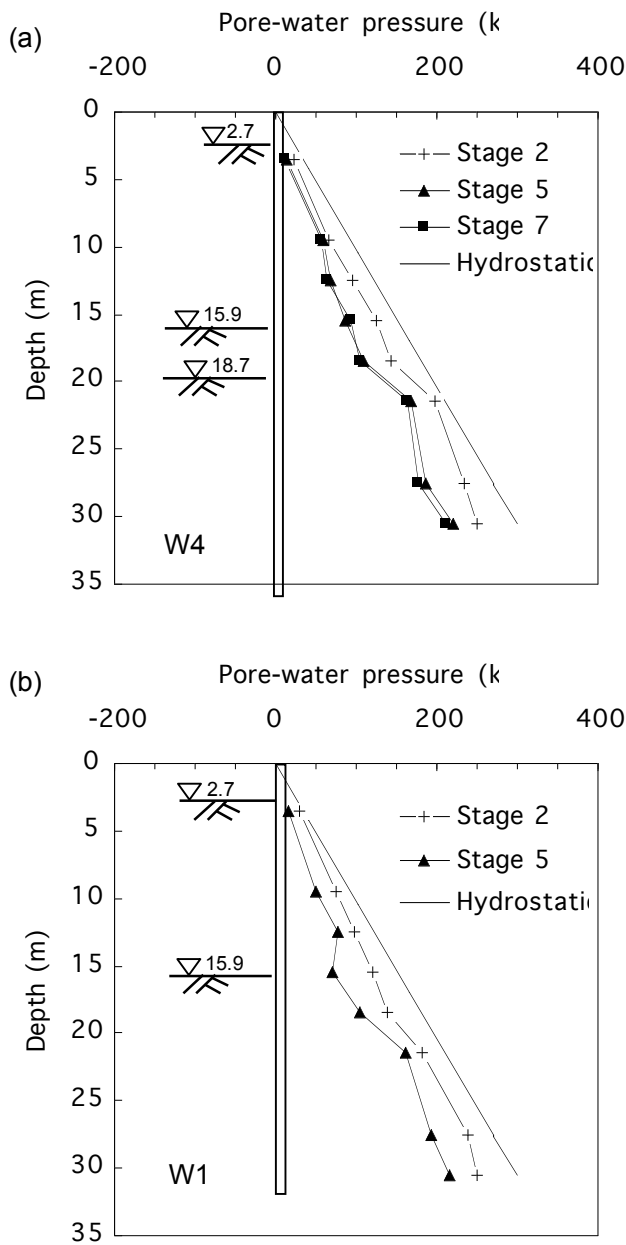 (a)
Pore-water pressure (k
-200 0 200 400
0
5
10
15
20
25
30
35
Depth (m)
2.7
15.9
18.7
Stage 2
Stage 5
Stage 7
Hydrostatic
W4
(b)
Pore-water pressure (k
-200 0 200 400
0
5
10
15
20
25
30
35
Depth (m)
2.7
15.9
Stage 2
Stage 5
Hydrostatic
W1